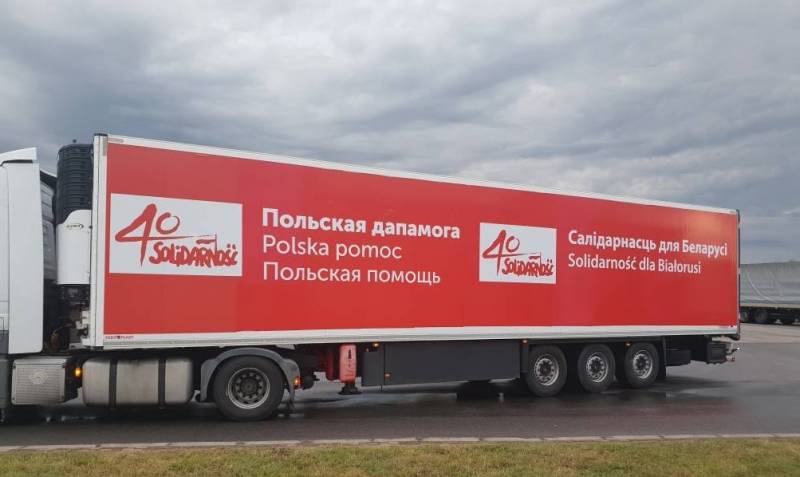 40
SOLIDARNOŚĆ
Польская дапамога
Polska pomoc
Польская помощь
40
SOLIDARNOŚĆ
Салідарнасць для Беларусі
Solidarność dla Białorusi